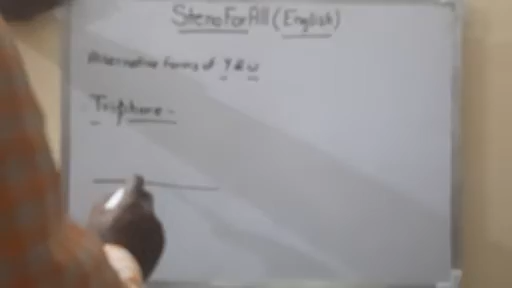 StenoForAll (English)
Alternative forms of Y & W
Triphone -